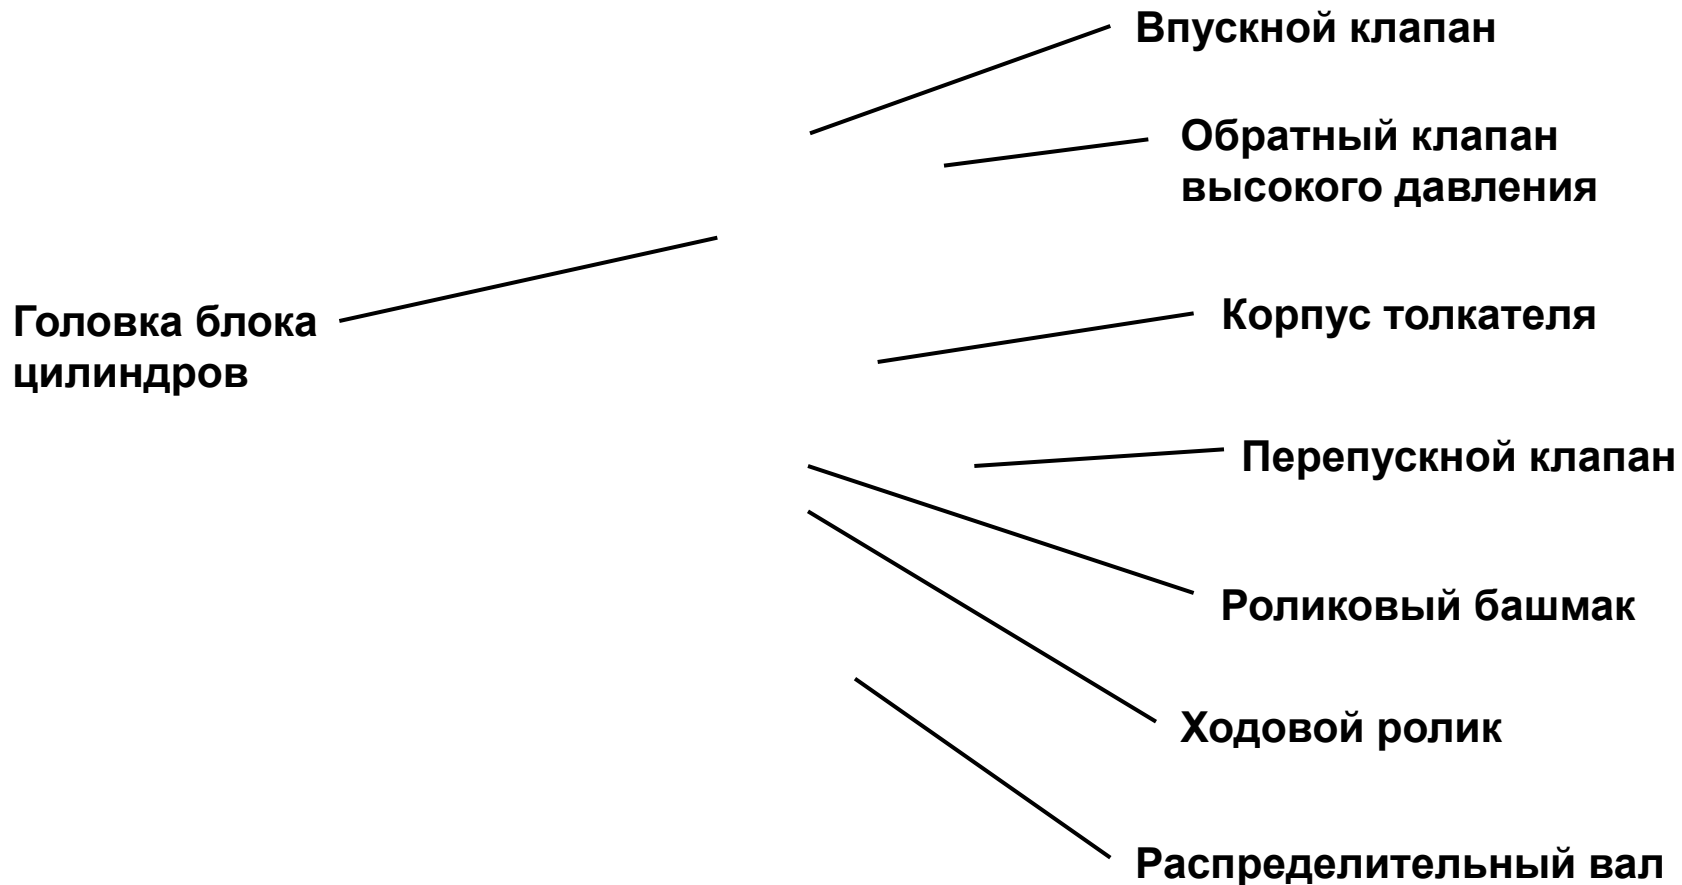 Впускной клапан
Обратный клапан
высокого давления
Головка блока
цилиндров
Корпус толкателя
Перепускной клапан
Роликовый башмак
Ходовой ролик
Распределительный вал